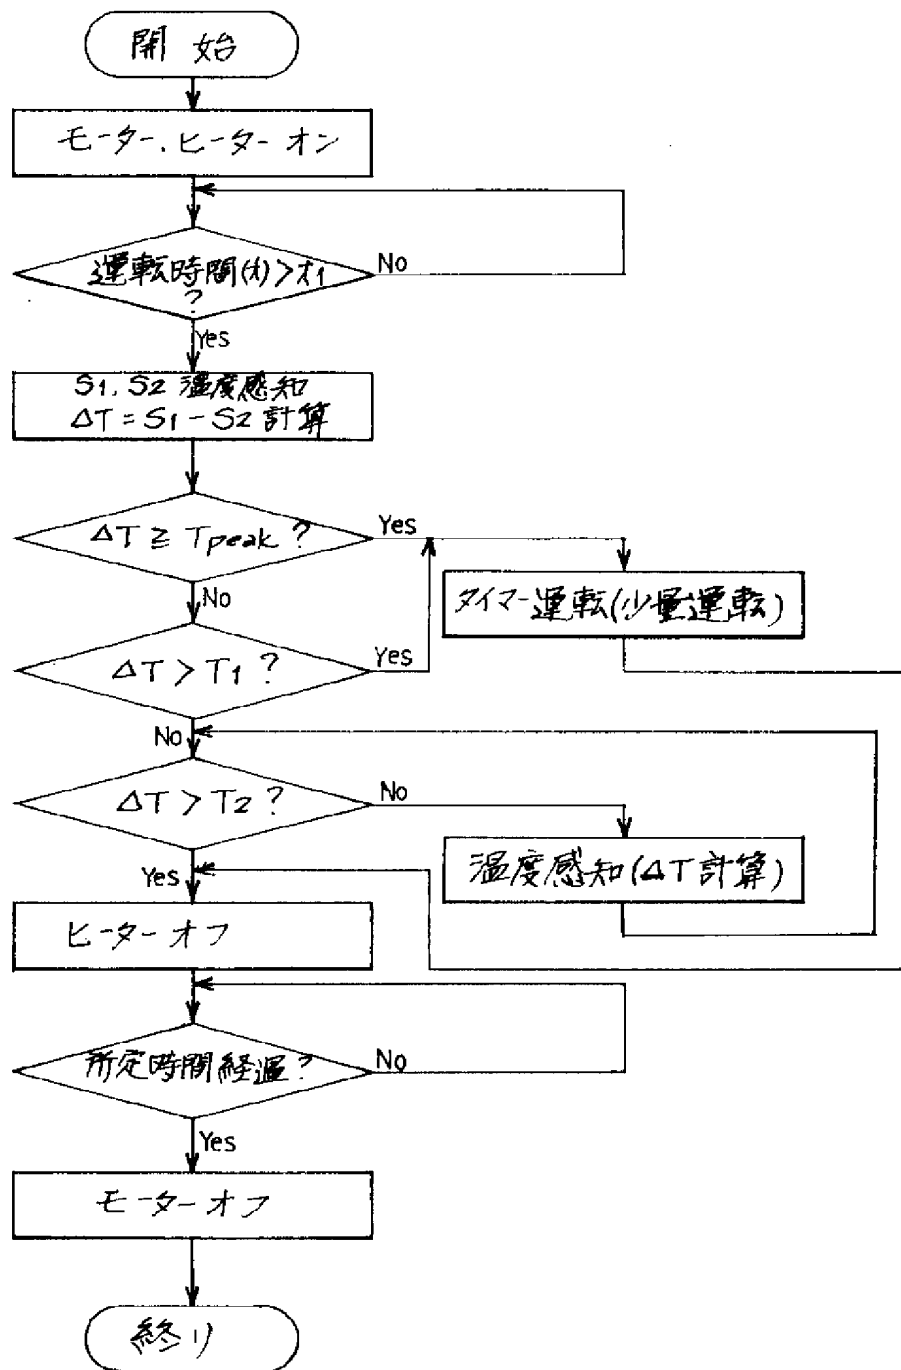 開始
モーター、ヒーターオン
運転時間(t)>t1
?
No
Yes
S1, S2 温度感知
ΔT=S1-S2 計算
ΔT≧Tpeak?
Yes
No
タイマー運転(少量運転)
ΔT>T1?
Yes
No
ΔT>T2?
No
Yes
温度感知(ΔT計算)
ヒーターオフ
所定時間経過?
No
Yes
モーターオフ
終り